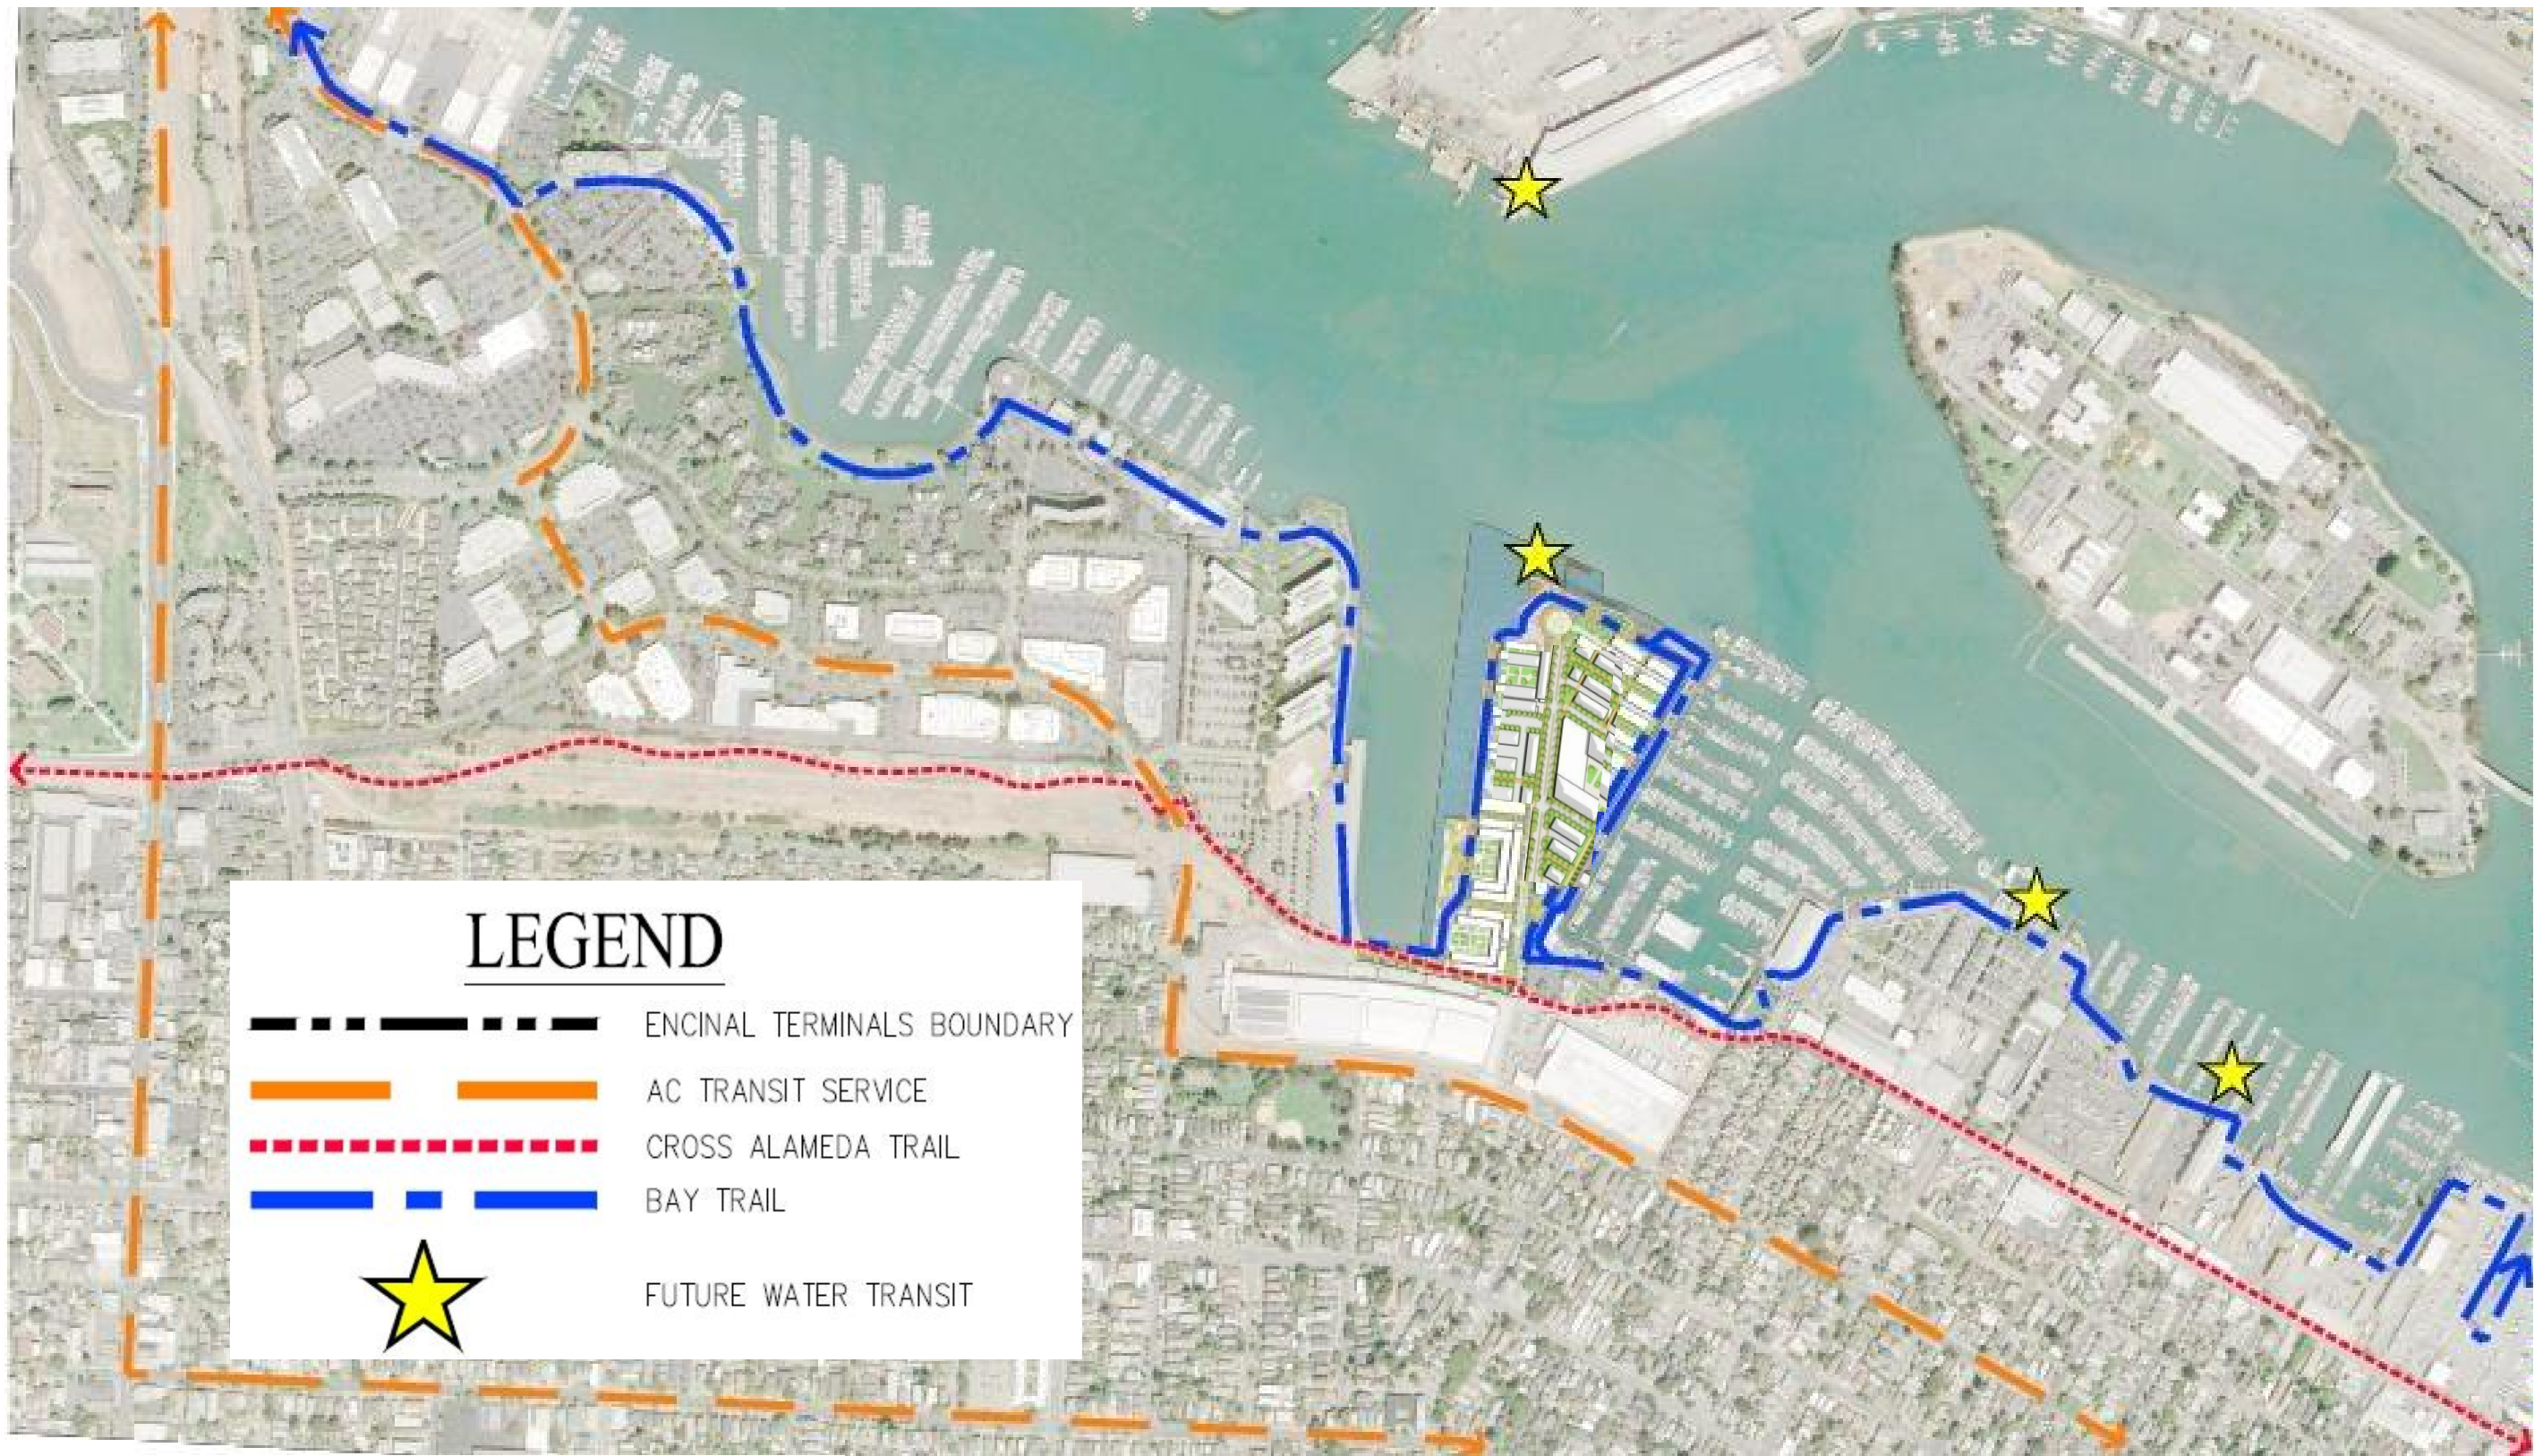 LEGEND
ENCINAL TERMINALS BOUNDARY
AC TRANSIT SERVICE
CROSS ALAMEDA TRAIL
BAY TRAIL
FUTURE WATER TRANSIT